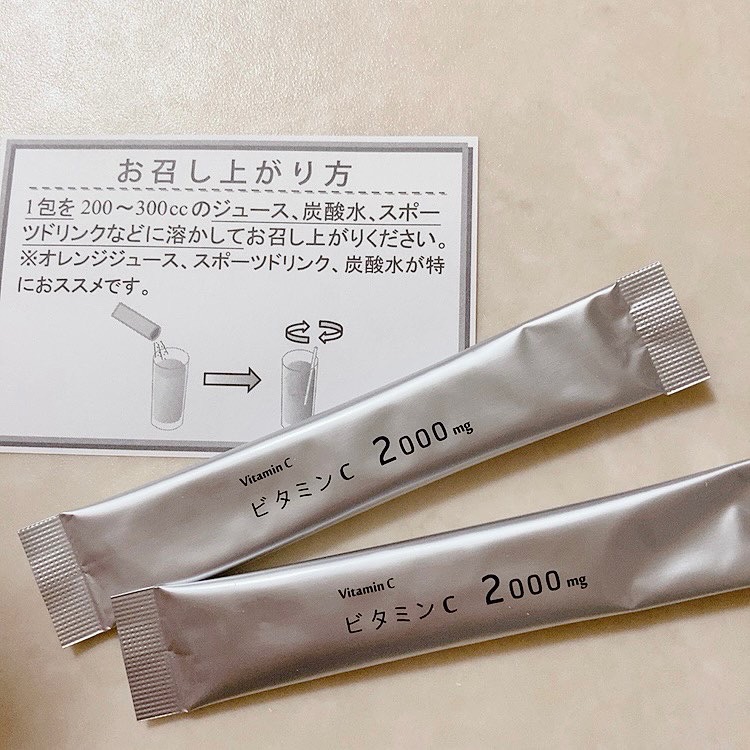 お召し上がり方
1包を200～300ccのジュース、炭酸水、スポー
ツドリンクなどに溶かしてお召し上がりください。
※オレンジジュース、スポーツドリンク、炭酸水が特
におススメです。
Vitamin C
ビタミンC 2000mg
Vitamin C
ビタミンC 2000mg